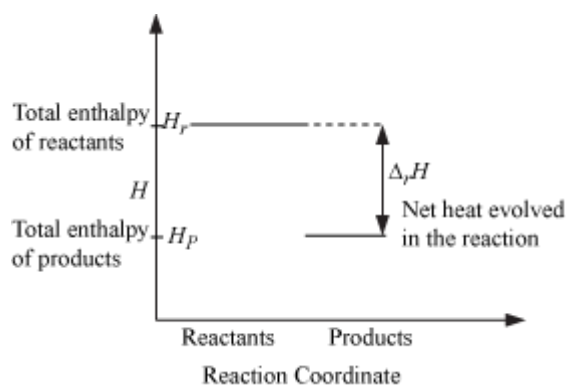 Total enthalpy
of reactants
H_r
H
Δ_rH
Net heat evolved
in the reaction
Total enthalpy
of products
H_P
Reactants
Products
Reaction Coordinate